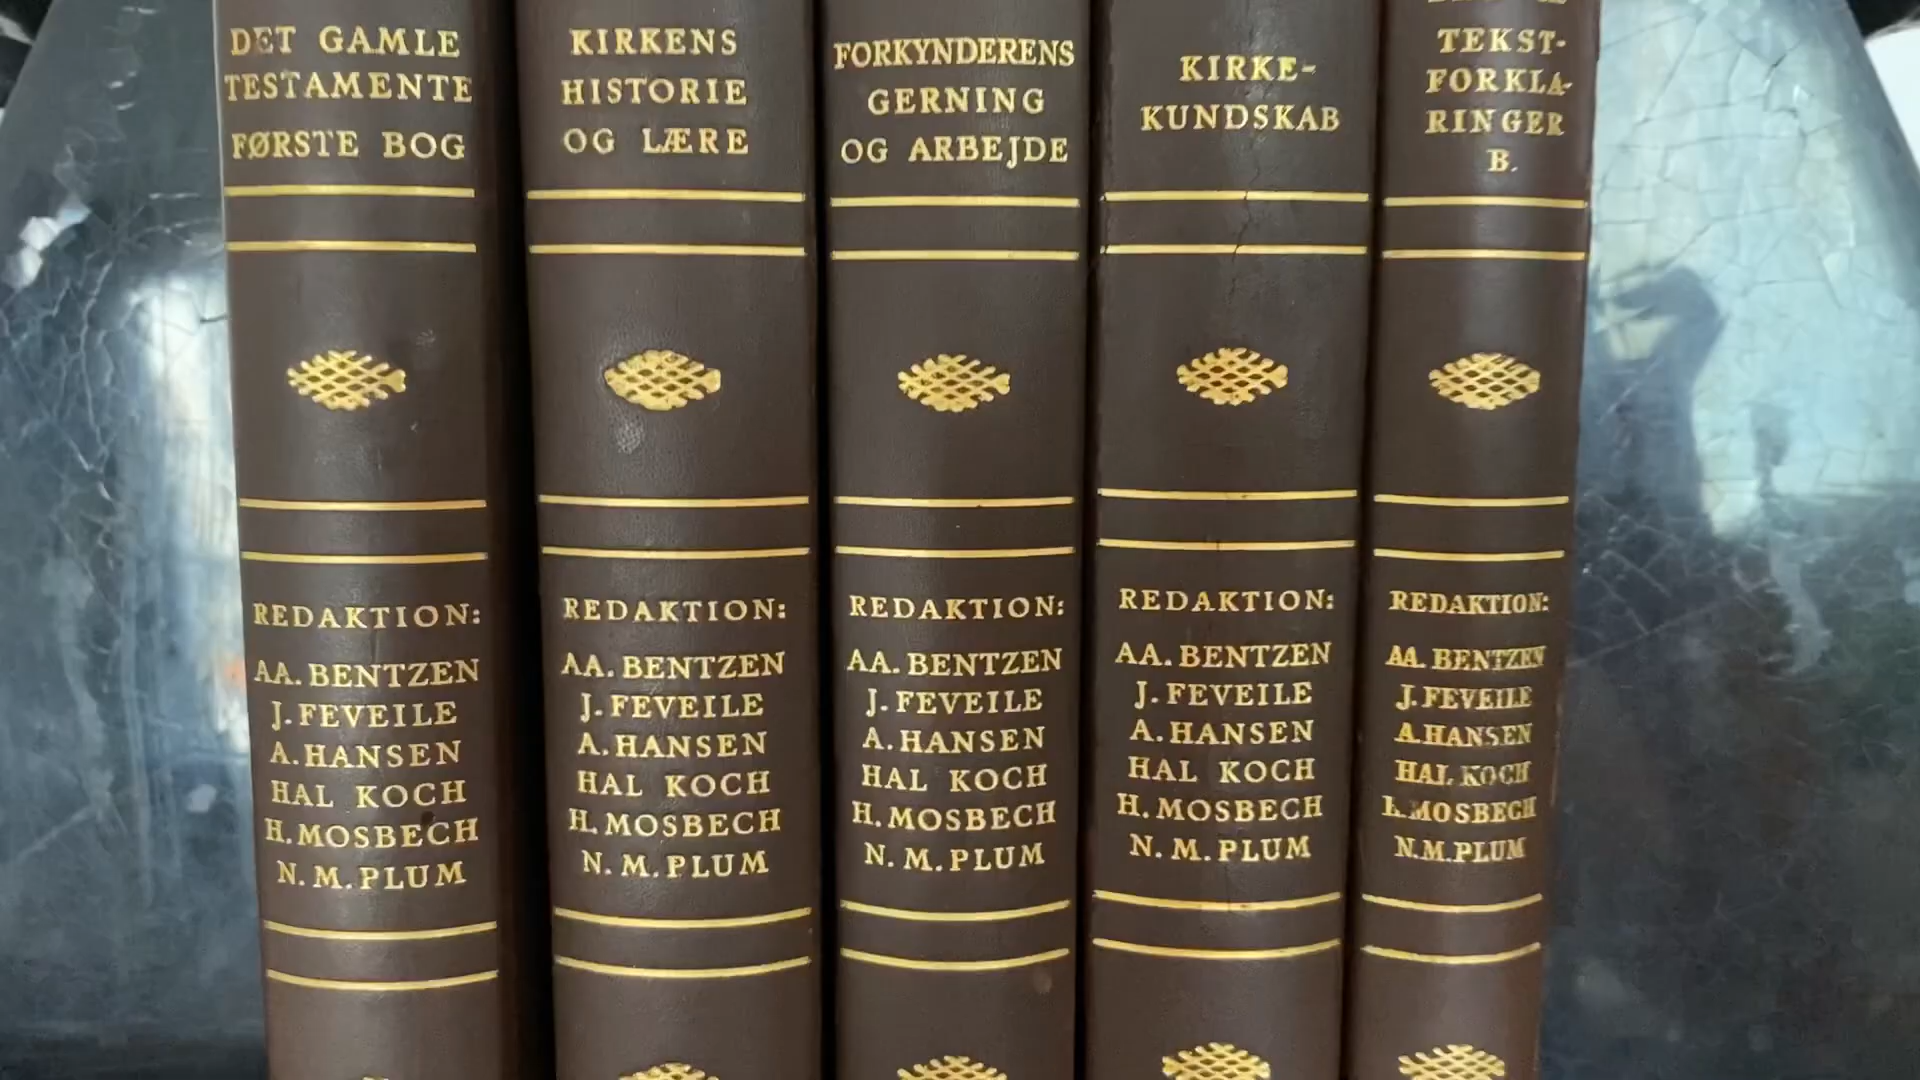 DET GAMLE
TESTAMENTE
FØRSTE BOG
REDAKTION:
AA. BENTZEN
J. FEVEILE
A. HANSEN
HAL KOCH
H. MOSBECH
N. M. PLUM
KIRKENS
HISTORIE
OG LÆRE
REDAKTION:
AA. BENTZEN
J. FEVEILE
A. HANSEN
HAL KOCH
H. MOSBECH
N. M. PLUM
FORKYNDERENS
GERNING
OG ARBEJDE
REDAKTION:
AA. BENTZEN
J. FEVEILE
A. HANSEN
HAL KOCH
H. MOSBECH
N. M. PLUM
KIRKE-
KUNDSKAB
REDAKTION:
AA. BENTZEN
J. FEVEILE
A. HANSEN
HAL KOCH
H. MOSBECH
N. M. PLUM
TEKST-
FORKLA-
RINGER
B.
REDAKTION:
AA. BENTZEN
J. FEVEILE
A. HANSEN
HAL KOCH
H. MOSBECH
N. M. PLUM